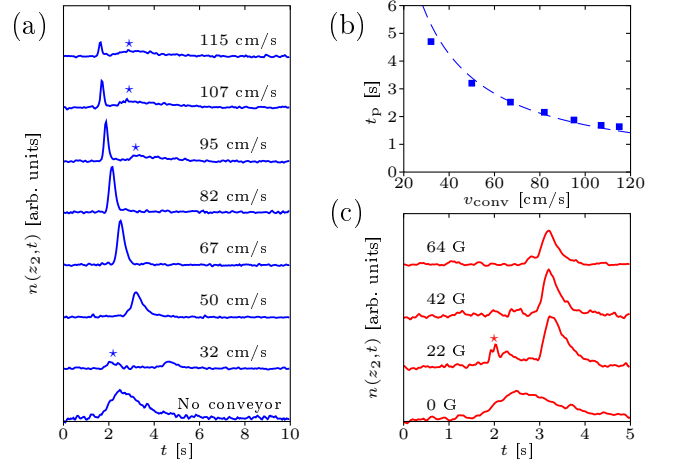 (a)
115 cm/s
107 cm/s
95 cm/s
82 cm/s
67 cm/s
50 cm/s
32 cm/s
No conveyor
n(z₂,t) [arb. units]
0 2 4 6 8 10
t [s]
(b)
6
5
4
3
2
1
0
tₚ [s]
20 40 60 80 100 120
v_conv [cm/s]
(c)
64 G
42 G
22 G
0 G
n(z₂,t) [arb. units]
0 1 2 3 4 5
t [s]